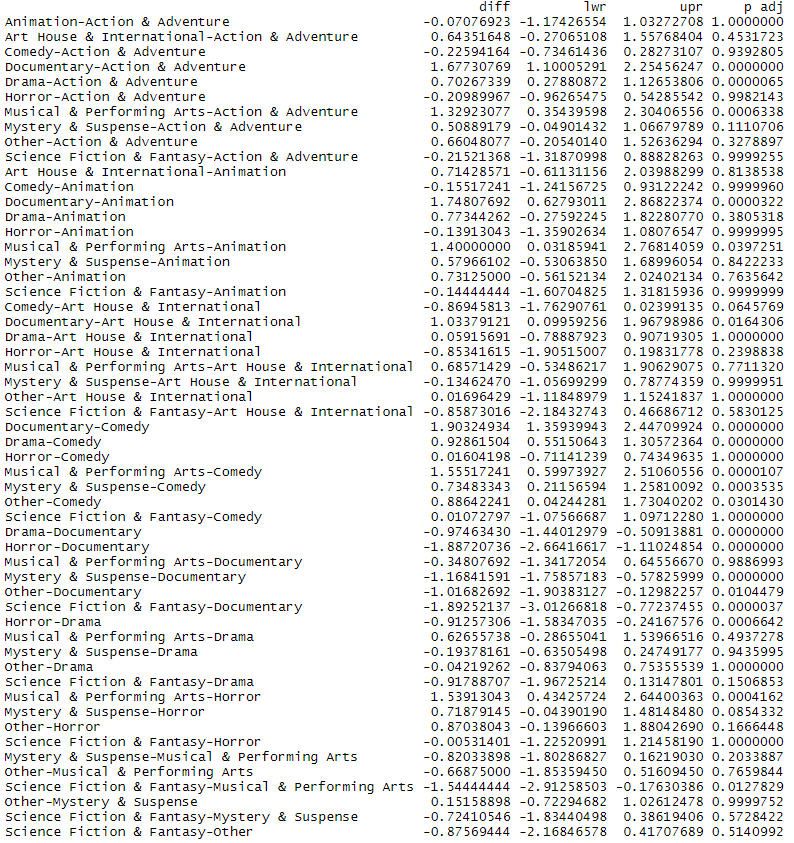 diff lwr upr p adj
Animation-Action & Adventure -0.07076923 -1.17426554 1.03272708 1.0000000
Art House & International-Action & Adventure 0.64351648 -0.27065108 1.55768404 0.4531723
Comedy-Action & Adventure -0.22594164 -0.73461436 0.28273107 0.9392805
Documentary-Action & Adventure 1.67730769 1.10005291 2.25456247 0.0000000
Drama-Action & Adventure 0.70267339 0.27880872 1.12653806 0.0000065
Horror-Action & Adventure -0.20989967 -0.96265475 0.54285542 0.9982143
Musical & Performing Arts-Action & Adventure 1.32923077 0.35439598 2.30406556 0.0006338
Mystery & Suspense-Action & Adventure 0.50889179 -0.04901432 1.06679789 0.1110706
Other-Action & Adventure 0.66048077 -0.20540140 1.52636294 0.3278897
Science Fiction & Fantasy-Action & Adventure -0.21521368 -1.31870998 0.88828263 0.9999255
Art House & International-Animation 0.71428571 -0.61131156 2.03988299 0.8138538
Comedy-Animation -0.15517241 -1.24156725 0.93122242 0.9999960
Documentary-Animation 1.74807692 0.62793011 2.86822374 0.0000322
Drama-Animation 0.77344262 -0.27592245 1.82280770 0.3805318
Horror-Animation -0.13913043 -1.35902634 1.08076547 0.9999995
Musical & Performing Arts-Animation 1.40000000 0.03185941 2.76814059 0.0397251
Mystery & Suspense-Animation 0.57966102 -0.53063850 1.68996054 0.8422233
Other-Animation 0.73125000 -0.56152134 2.02402134 0.7635642
Science Fiction & Fantasy-Animation -0.14444444 -1.60704825 1.31815936 0.9999999
Comedy-Art House & International -0.86945813 -1.76290761 0.02399135 0.0645769
Documentary-Art House & International 1.03379121 0.09959256 1.96798986 0.0164306
Drama-Art House & International 0.05915691 -0.78887923 0.90719305 1.0000000
Horror-Art House & International -0.85341615 -1.90515007 0.19831778 0.2398838
Musical & Performing Arts-Art House & International 0.68571429 -0.53486217 1.90629075 0.7711320
Mystery & Suspense-Art House & International -0.13462470 -1.05699299 0.78774359 0.9999951
Other-Art House & International 0.01696429 -1.11848979 1.15241837 1.0000000
Science Fiction & Fantasy-Art House & International -0.85873016 -2.18432743 0.46686712 0.5830125
Documentary-Comedy 1.90324934 1.35939943 2.44709924 0.0000000
Drama-Comedy 0.92861504 0.55150643 1.30572364 0.0000000
Horror-Comedy 0.01604198 -0.71141239 0.74349635 1.0000000
Musical & Performing Arts-Comedy 1.55517241 0.59973927 2.51060556 0.0000107
Mystery & Suspense-Comedy 0.73483343 0.21156594 1.25810092 0.0003535
Other-Comedy 0.88642241 0.04244281 1.73040202 0.0301430
Science Fiction & Fantasy-Comedy 0.01072797 -1.07566687 1.09712280 1.0000000
Drama-Documentary -0.97463430 -1.44012979 -0.50913881 0.0000000
Horror-Documentary -1.88720736 -2.66416617 -1.11024854 0.0000000
Musical & Performing Arts-Documentary -0.34807692 -1.34172054 0.64556670 0.9886993
Mystery & Suspense-Documentary -1.16841591 -1.75857183 -0.57825999 0.0000000
Other-Documentary -1.01682692 -1.90383127 -0.12982257 0.0104479
Science Fiction & Fantasy-Documentary -1.89252137 -3.01266818 -0.77237455 0.0000037
Horror-Drama -0.91257306 -1.58347035 -0.24167576 0.0006642
Musical & Performing Arts-Drama 0.62655738 -0.28655041 1.53966516 0.4937278
Mystery & Suspense-Drama -0.19378161 -0.63505498 0.24749177 0.9435995
Other-Drama -0.04219262 -0.83794063 0.75355539 1.0000000
Science Fiction & Fantasy-Drama -0.91788707 -1.96725214 0.13147801 0.1506853
Musical & Performing Arts-Horror 1.53913043 0.43425724 2.64400363 0.0004162
Mystery & Suspense-Horror 0.71879145 -0.04390190 1.48148480 0.0854332
Other-Horror 0.87038043 -0.13966603 1.88042690 0.1666448
Science Fiction & Fantasy-Horror -0.00531401 -1.22520991 1.21458190 1.0000000
Mystery & Suspense-Musical & Performing Arts -0.82033898 -1.80286827 0.16219030 0.2033887
Other-Musical & Performing Arts -0.66875000 -1.85359450 0.51609450 0.7659844
Science Fiction & Fantasy-Musical & Performing Arts -1.54444444 -2.91258503 -0.17630386 0.0127829
Other-Mystery & Suspense 0.15158898 -0.72294682 1.02612478 0.9999752
Science Fiction & Fantasy-Mystery & Suspense -0.72410546 -1.83440498 0.38619406 0.5728422
Science Fiction & Fantasy-Other -0.87569444 -2.16846578 0.41707689 0.5140992